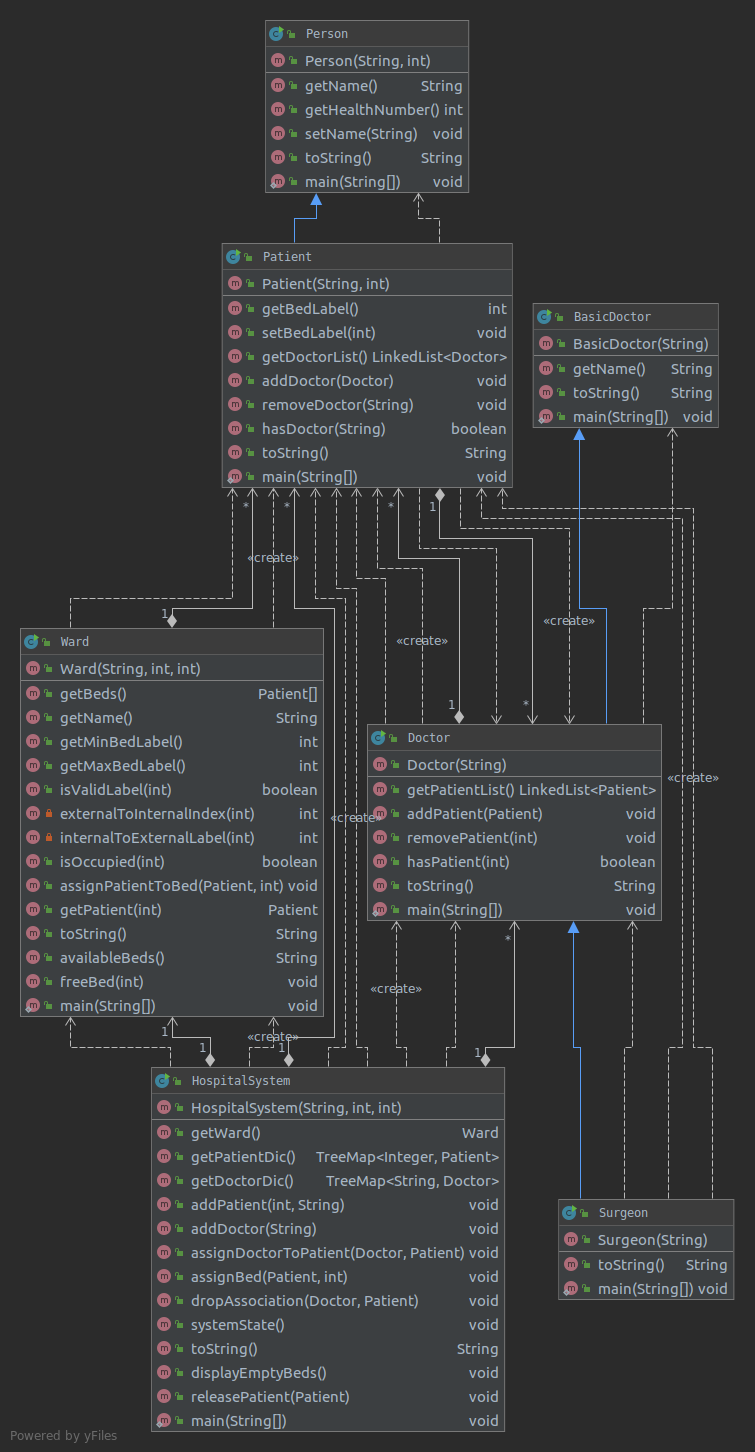 Person
Person(String, int)
getName() String
getHealthNumber() int
setName(String) void
toString() String
main(String[]) void
Patient
Patient(String, int)
getBedLabel() int
setBedLabel(int) void
getDoctorList() LinkedList<Doctor>
addDoctor(Doctor) void
removeDoctor(String) void
hasDoctor(String) boolean
toString() String
main(String[]) void
BasicDoctor
BasicDoctor(String)
getName() String
toString() String
main(String[]) void
* * * 1
«create»
1
«create»
«create»
1 *
Ward
Ward(String, int, int)
getBeds() Patient[]
getName() String
getMinBedLabel() int
getMaxBedLabel() int
isValidLabel(int) boolean
externalToInternalIndex(int) int
internalToExternalLabel(int) int
isOccupied(int) boolean
assignPatientToBed(Patient, int) void
getPatient(int) Patient
toString() String
availableBeds() String
freeBed(int) void
main(String[]) void
Doctor
Doctor(String)
getPatientList() LinkedList<Patient>
addPatient(Patient) void
removePatient(int) void
hasPatient(int) boolean
toString() String
main(String[]) void
«create»
«create»
*
«create»
1 «create»
1 1 1
HospitalSystem
HospitalSystem(String, int, int)
getWard() Ward
getPatientDic() TreeMap<Integer, Patient>
getDoctorDic() TreeMap<String, Doctor>
addPatient(int, String) void
addDoctor(String) void
assignDoctorToPatient(Doctor, Patient) void
assignBed(Patient, int) void
dropAssociation(Doctor, Patient) void
systemState() void
toString() String
displayEmptyBeds() void
releasePatient(Patient) void
main(String[]) void
Surgeon
Surgeon(String)
toString() String
main(String[]) void
Powered by yFiles